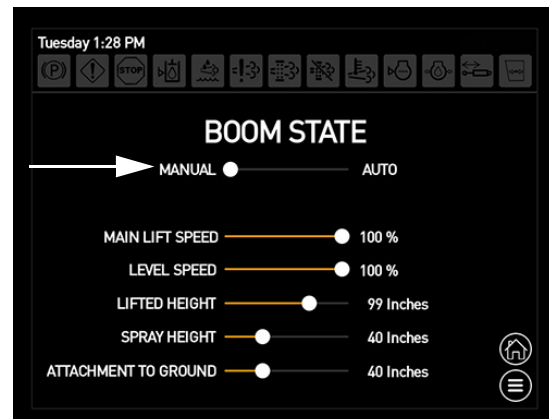 Tuesday 1:28 PM
(P) STOP
BOOM STATE
MANUAL AUTO
MAIN LIFT SPEED 100 %
LEVEL SPEED 100 %
LIFTED HEIGHT 99 Inches
SPRAY HEIGHT 40 Inches
ATTACHMENT TO GROUND 40 Inches